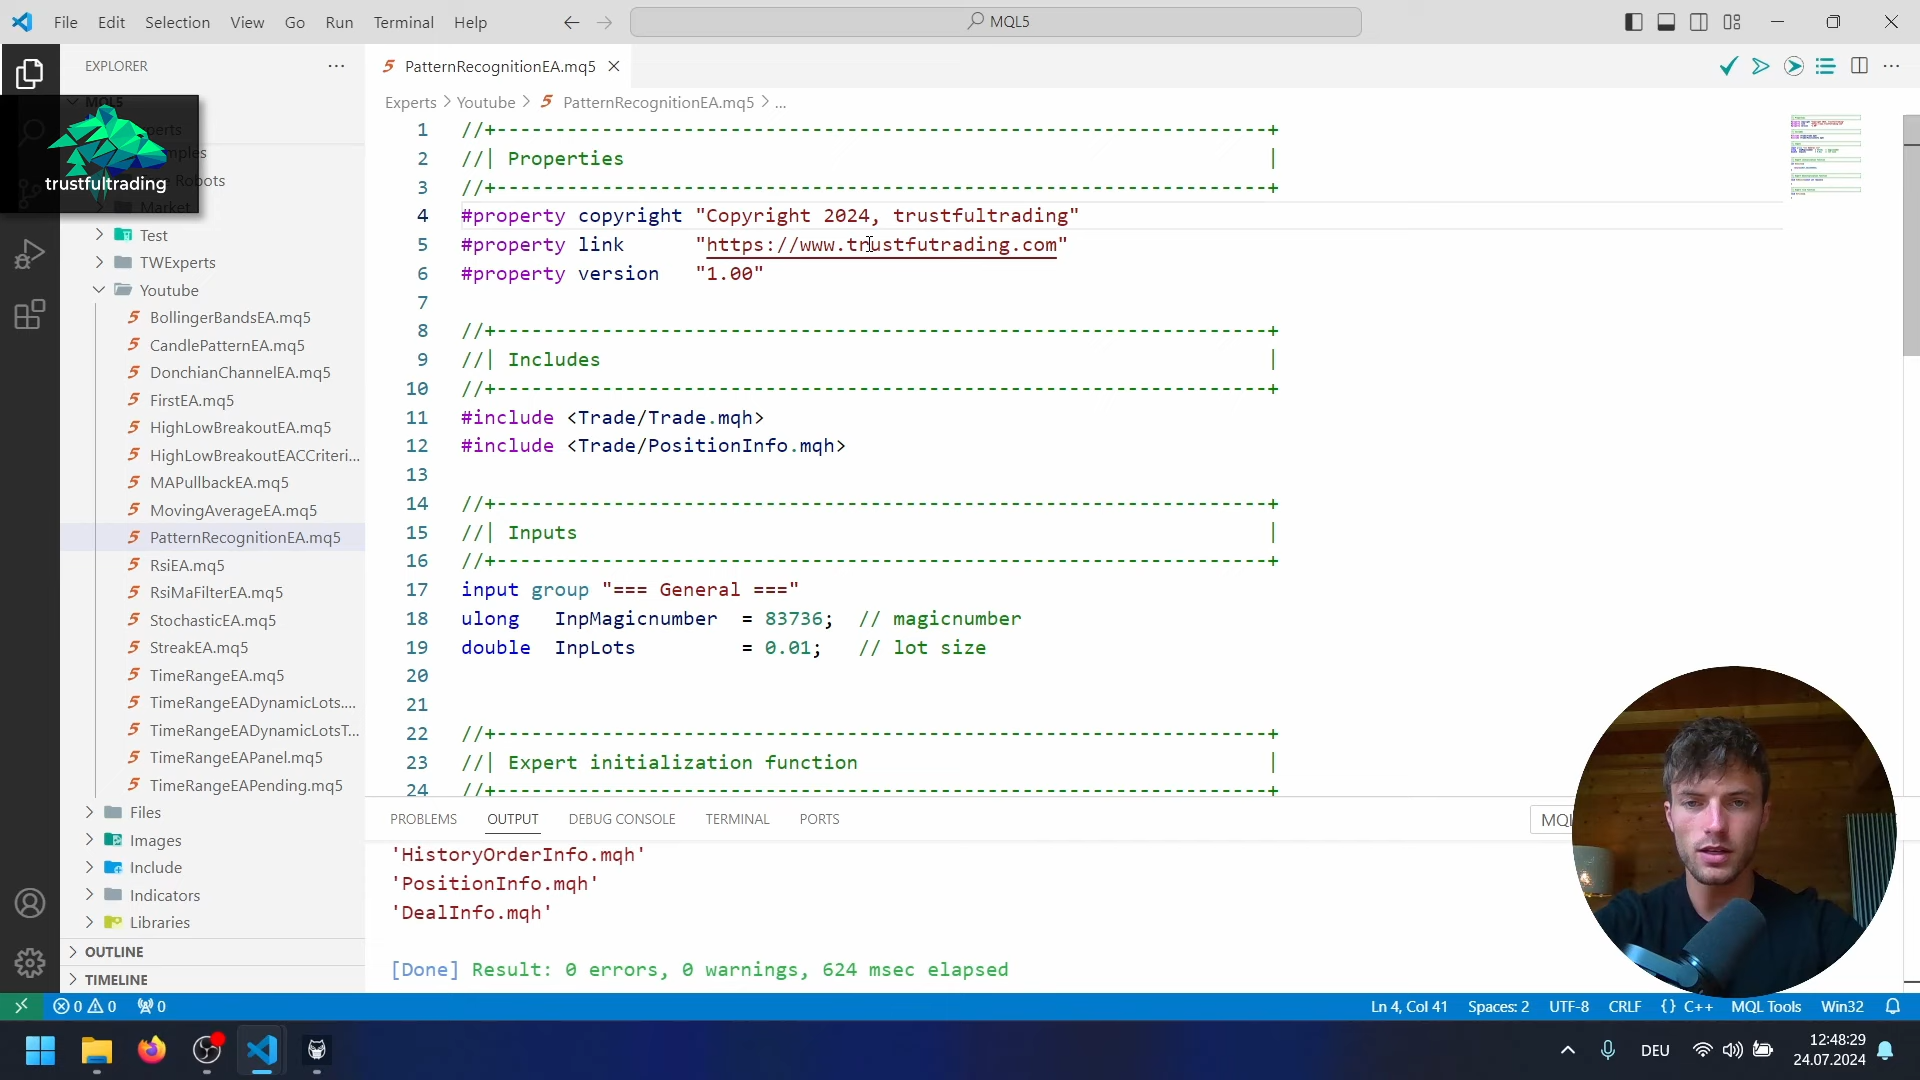 File Edit Selection View Go Run Terminal Help
MQL5
EXPLORER
PatternRecognitionEA.mq5
Experts > Youtube > PatternRecognitionEA.mq5 > ...
trustfultrading
Test
TWExperts
Youtube
BollingerBandsEA.mq5
CandlePatternEA.mq5
DonchianChannelEA.mq5
FirstEA.mq5
HighLowBreakoutEA.mq5
HighLowBreakoutEACCriteri...
MAPullbackEA.mq5
MovingAverageEA.mq5
PatternRecognitionEA.mq5
RsiEA.mq5
RsiMaFilterEA.mq5
StochasticEA.mq5
StreakEA.mq5
TimeRangeEA.mq5
TimeRangeEADynamicLots....
TimeRangeEADynamicLotsT...
TimeRangeEAPanel.mq5
TimeRangeEAPending.mq5
Files
Images
Include
Indicators
Libraries
OUTLINE
TIMELINE
1 //+------------------------------------------------------------------+
2 //| Properties |
3 //+------------------------------------------------------------------+
4 #property copyright "Copyright 2024, trustfultrading"
5 #property link "https://www.trustfutrading.com"
6 #property version "1.00"
7
8 //+------------------------------------------------------------------+
9 //| Includes |
10 //+------------------------------------------------------------------+
11 #include <Trade/Trade.mqh>
12 #include <Trade/PositionInfo.mqh>
13
14 //+------------------------------------------------------------------+
15 //| Inputs |
16 //+------------------------------------------------------------------+
17 input group "=== General ==="
18 ulong InpMagicnumber = 83736; // magicnumber
19 double InpLots = 0.01; // lot size
20
21
22 //+------------------------------------------------------------------+
23 //| Expert initialization function |
24 //+------------------------------------------------------------------+
PROBLEMS OUTPUT DEBUG CONSOLE TERMINAL PORTS
'HistoryOrderInfo.mqh'
'PositionInfo.mqh'
'DealInfo.mqh'
[Done] Result: 0 errors, 0 warnings, 624 msec elapsed
0 0 0
Ln 4, Col 41 Spaces: 2 UTF-8 CRLF {} C++ MQL Tools Win32
DEU
12:48:29
24.07.2024